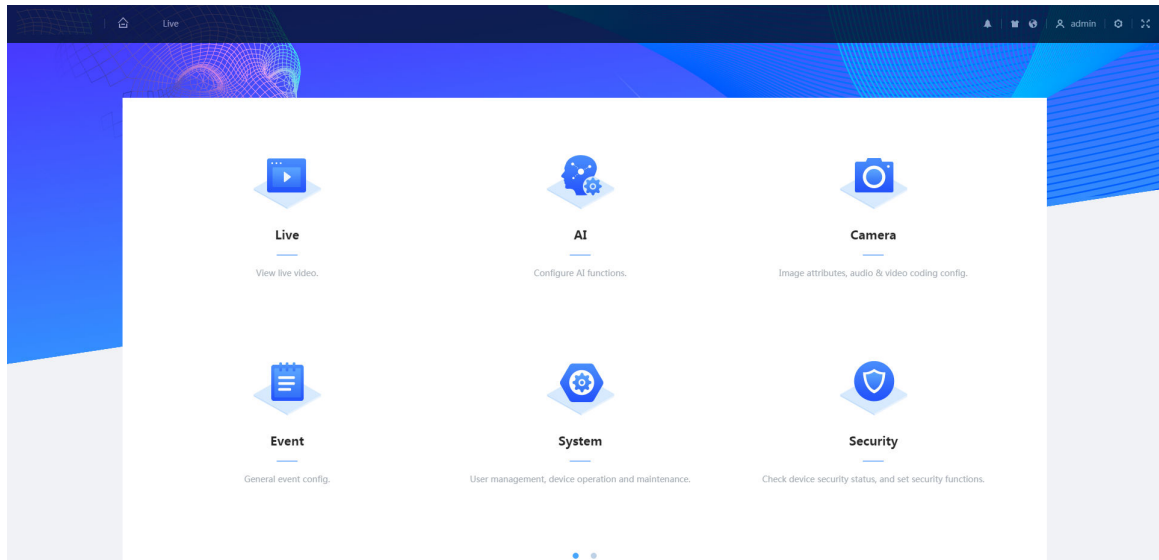 Live
admin
Live
AI
Camera
View live video.
Configure AI functions.
Image attributes, audio & video coding config.
Event
System
Security
General event config.
User management, device operation and maintenance.
Check device security status, and set security functions.